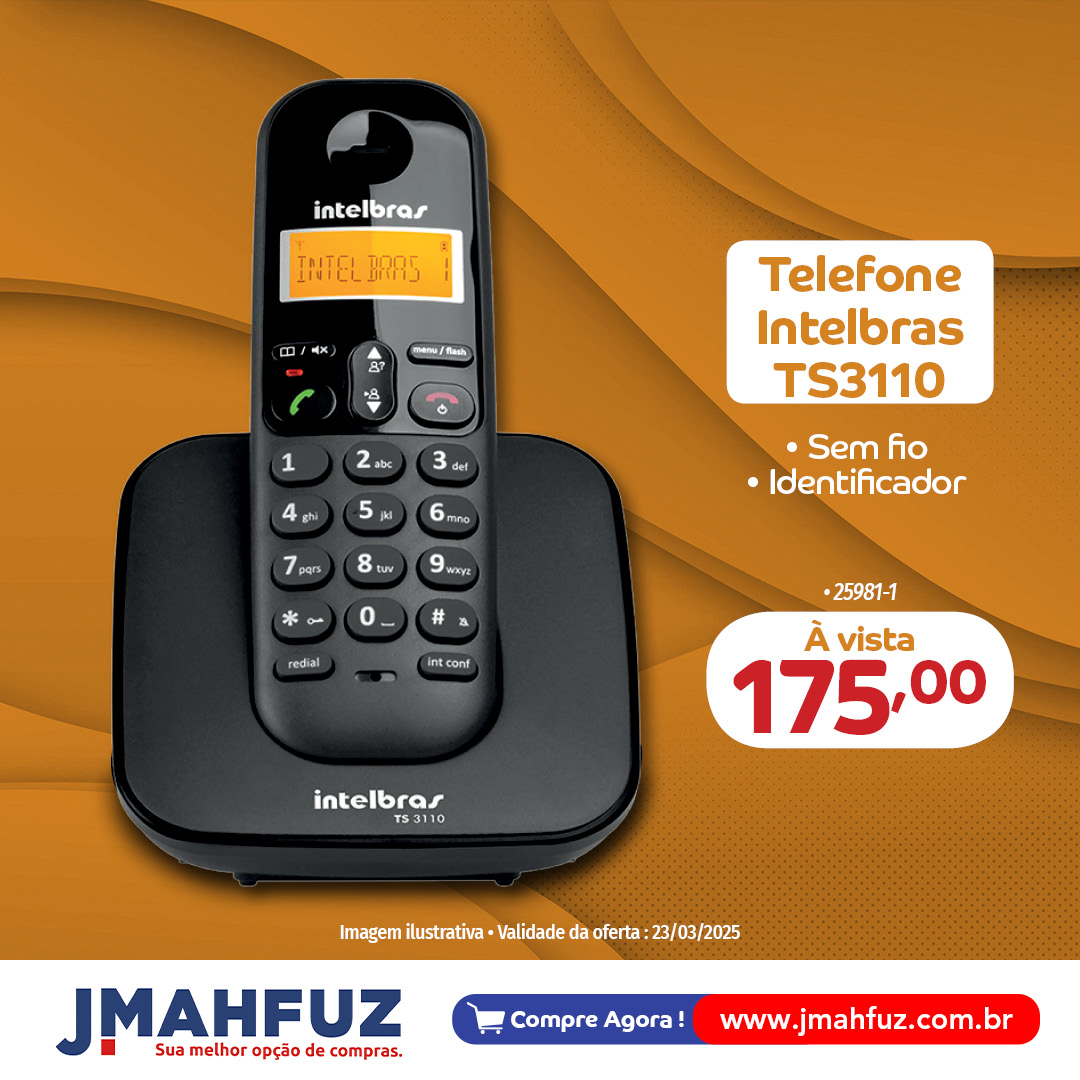 intelbras
INTELBRAS 1
menu / flash
1
2 abc
3 def
4 ghi
5 jkl
6 mno
7 pqrs
8 tuv
9 wxyz
*
0
#
redial
int conf
intelbras
TS 3110
Telefone
Intelbras
TS3110
• Sem fio
• Identificador
• 25981-1
À vista
175,00
Imagem ilustrativa • Validade da oferta : 23/03/2025
JMAHFUZ
Sua melhor opção de compras.
Compre Agora !
www.jmahfuz.com.br